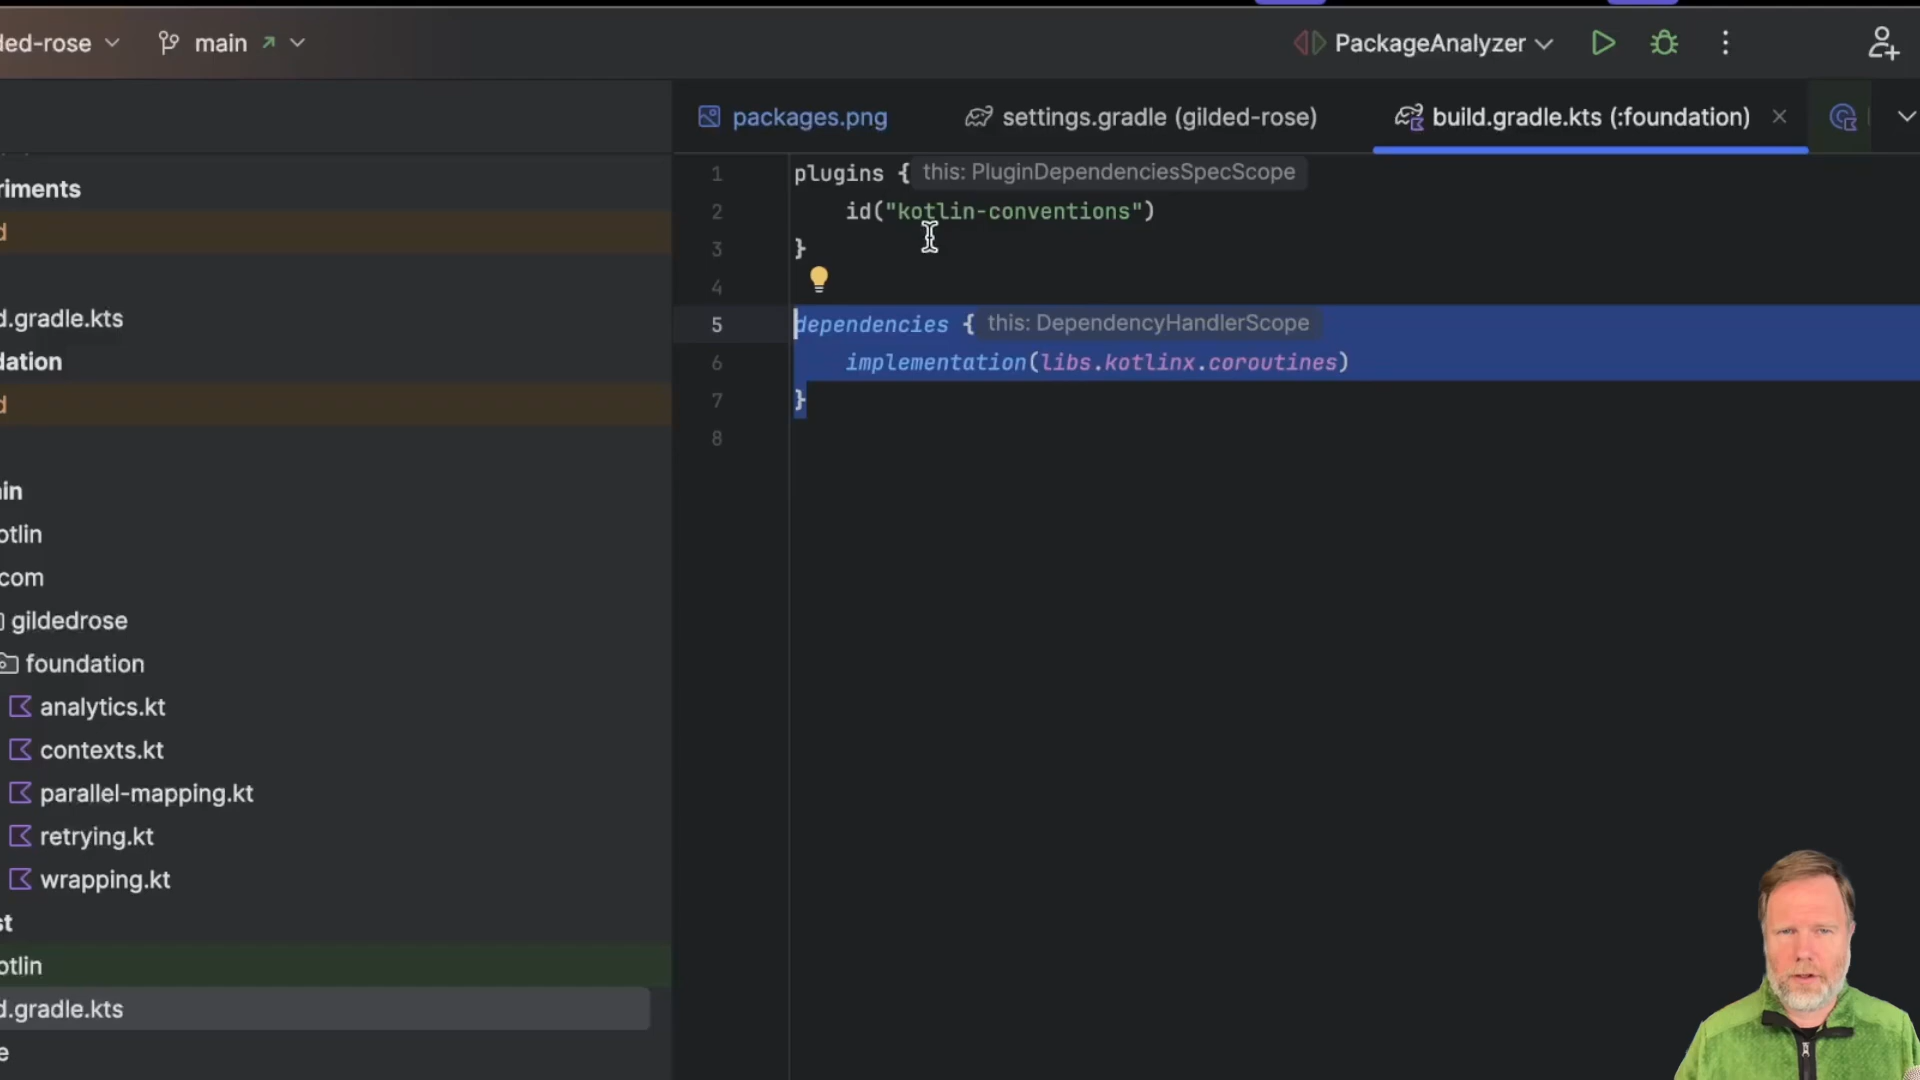 ded-rose
main
PackageAnalyzer
packages.png
settings.gradle (gilded-rose)
build.gradle.kts (:foundation)
riments
d
d.gradle.kts
dation
d
in
otlin
com
gildedrose
foundation
analytics.kt
contexts.kt
parallel-mapping.kt
retrying.kt
wrapping.kt
st
otlin
d.gradle.kts
e
1 plugins { this: PluginDependenciesSpecScope
2 id("kotlin-conventions")
3 }
4
5 dependencies { this: DependencyHandlerScope
6 implementation(libs.kotlinx.coroutines)
7 }
8